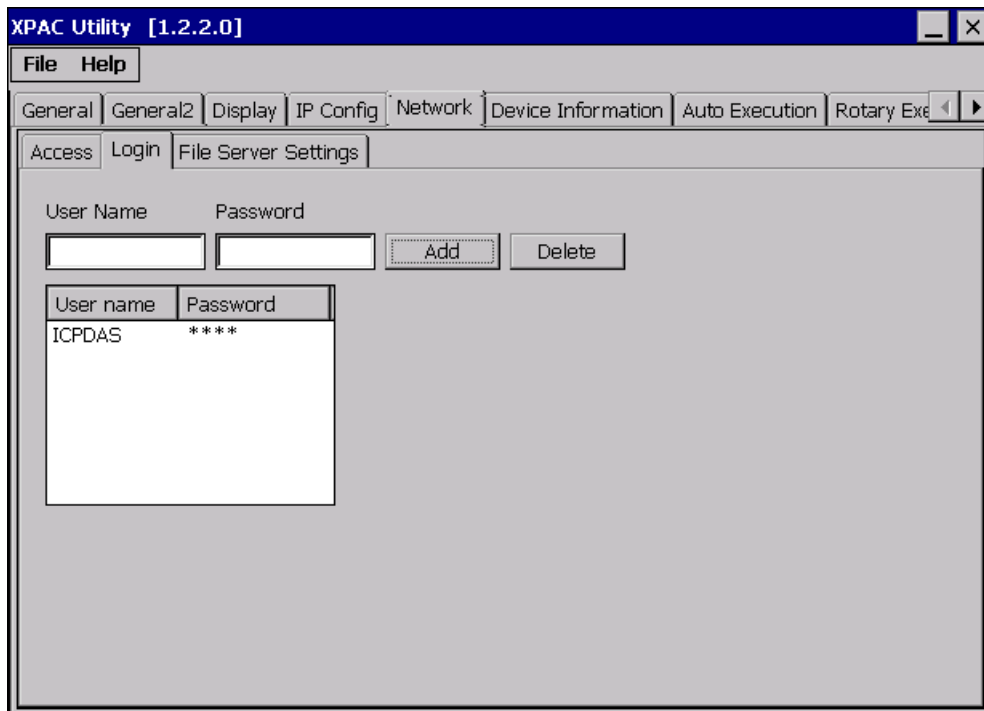 XPAC Utility [1.2.2.0]
File Help
General General2 Display IP Config Network Device Information Auto Execution Rotary Exe
Access Login File Server Settings
User Name Password
Add Delete
User name Password
ICPDAS ****